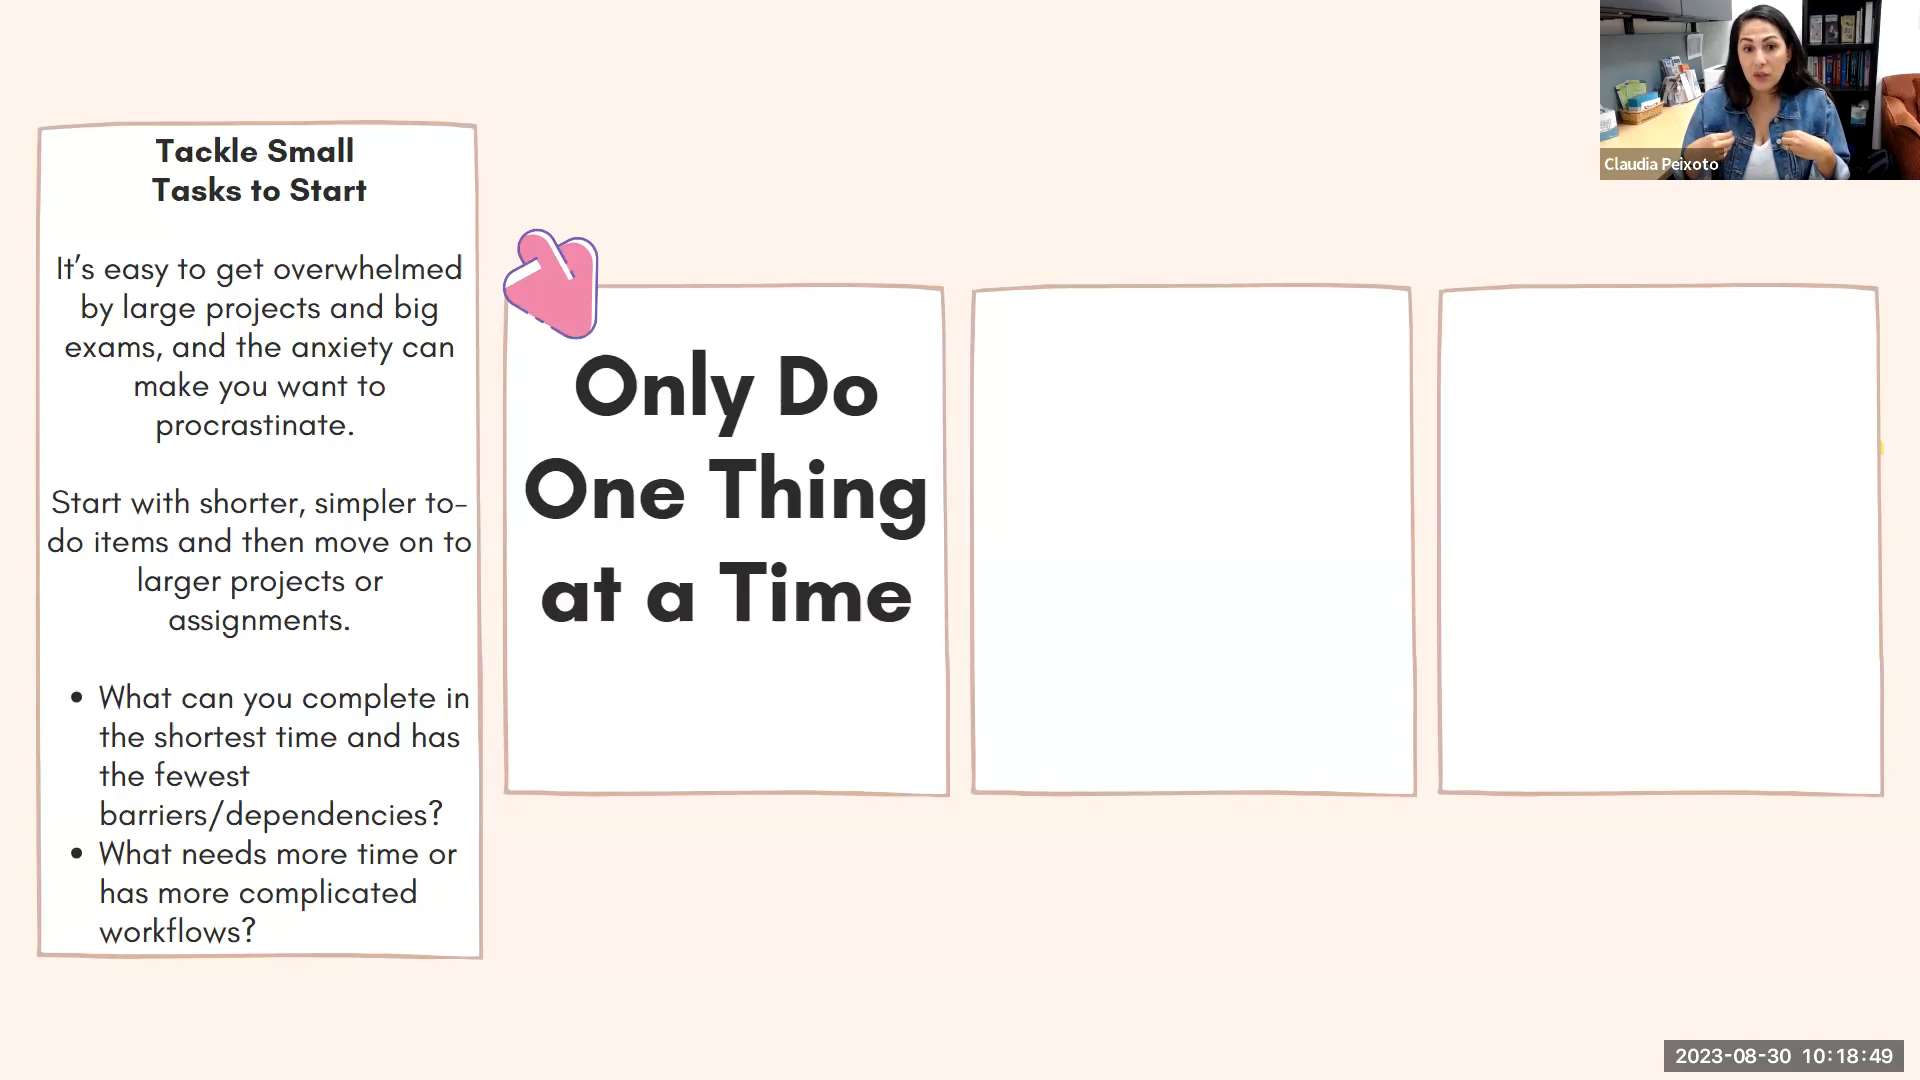 Tackle Small
Tasks to Start
It's easy to get overwhelmed
by large projects and big
exams, and the anxiety can
make you want to
procrastinate.
Start with shorter, simpler to-
do items and then move on to
larger projects or
assignments.
• What can you complete in
the shortest time and has
the fewest
barriers/dependencies?
• What needs more time or
has more complicated
workflows?
Only Do
One Thing
at a Time
Claudia Peixoto
2023-08-30 10:18:49